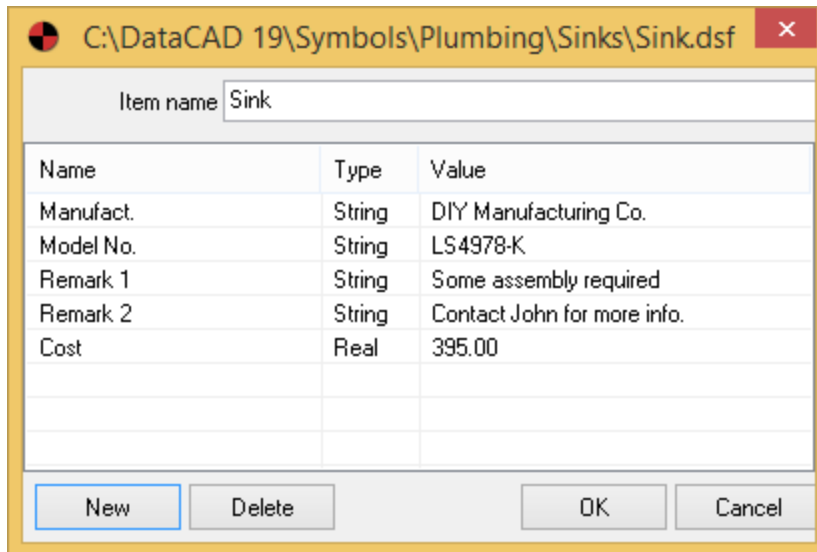 C:\DataCAD 19\Symbols\Plumbing\Sinks\Sink.dsf
Item name Sink
Name Type Value
Manufact. String DIY Manufacturing Co.
Model No. String LS4978-K
Remark 1 String Some assembly required
Remark 2 String Contact John for more info.
Cost Real 395.00
New Delete OK Cancel